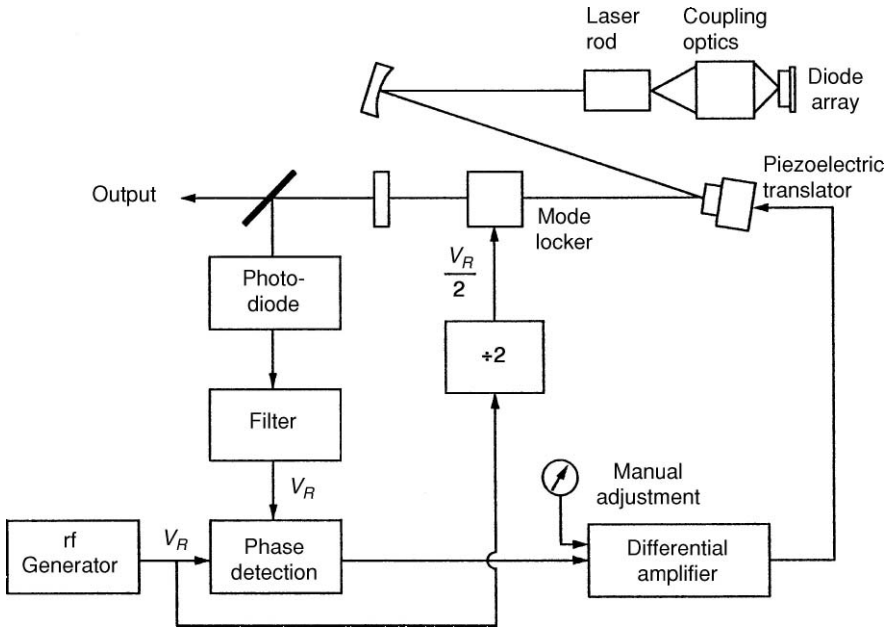 Laser
rod
Coupling
optics
Diode
array
Piezoelectric
translator
Output
Mode
locker
V_R
2
Photo-
diode
÷2
Filter
V_R
Manual
adjustment
rf
Generator
V_R
Phase
detection
Differential
amplifier